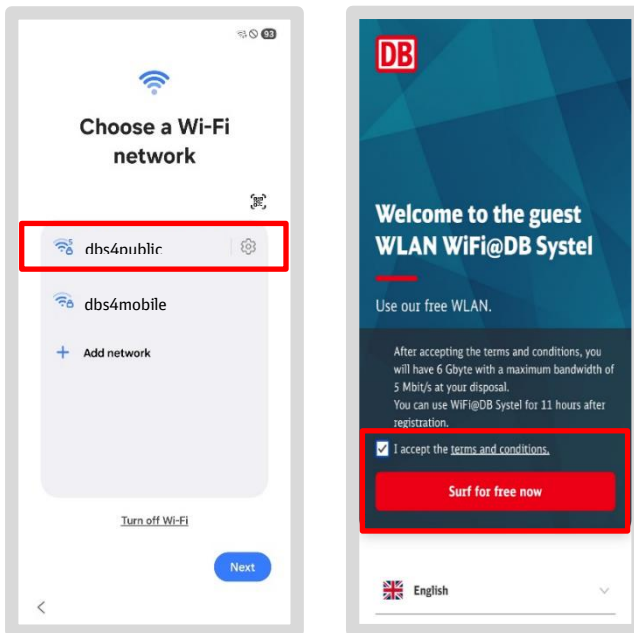 93
Choose a Wi-Fi
network
dbs4public
dbs4mobile
+ Add network
Turn off Wi-Fi
Next
DB
Welcome to the guest
WLAN WiFi@DB Systel
Use our free WLAN.
After accepting the terms and conditions, you
will have 6 Gbyte with a maximum bandwidth of
5 Mbit/s at your disposal.
You can use WiFi@DB Systel for 11 hours after
registration.
I accept the terms and conditions.
Surf for free now
English